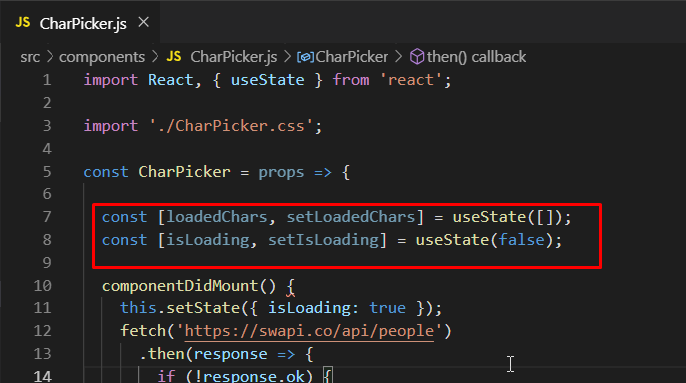 JS CharPicker.js ×
src > components > JS CharPicker.js > CharPicker > then() callback
1 import React, { useState } from 'react';
2
3 import './CharPicker.css';
4
5 const CharPicker = props => {
6
7 const [loadedChars, setLoadedChars] = useState([]);
8 const [isLoading, setIsLoading] = useState(false);
9
10 componentDidMount() {
11 this.setState({ isLoading: true });
12 fetch('https://swapi.co/api/people')
13 .then(response => {
14 if (!response.ok) {